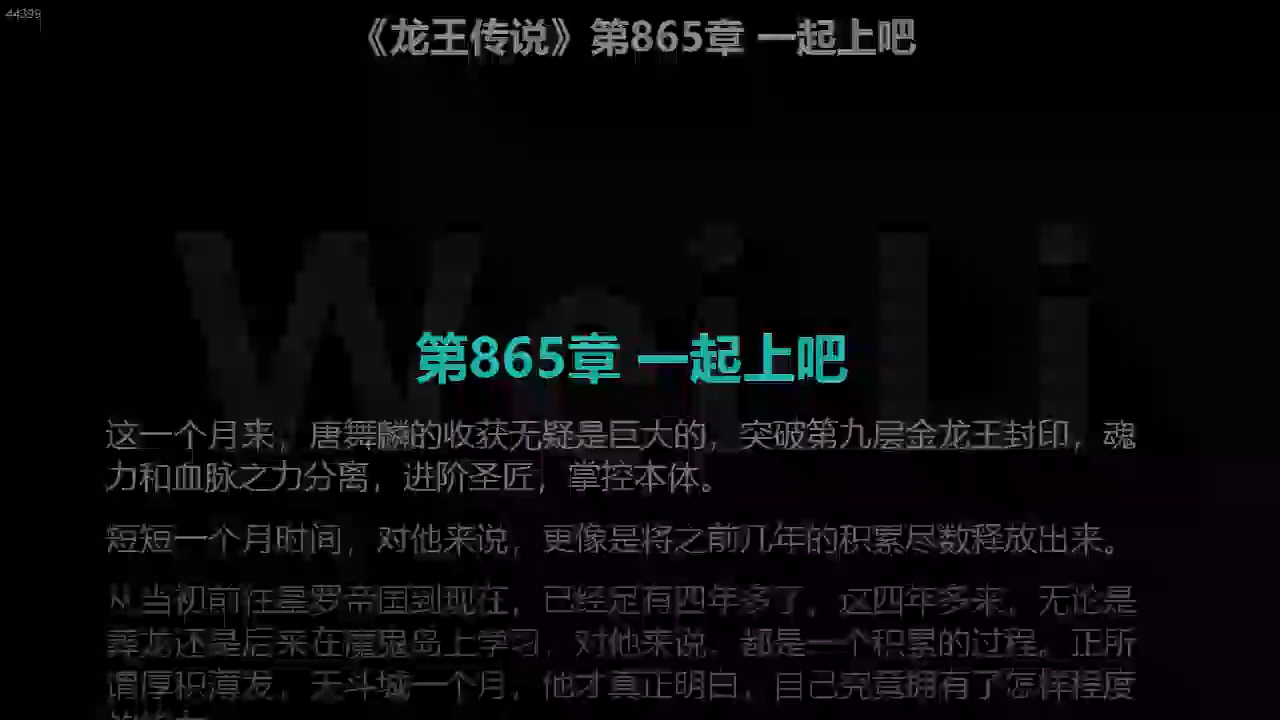 44399
《龙王传说》第865章 一起上吧
Wei Li
第865章 一起上吧
这一个月来，唐舞麟的收获无疑是巨大的，突破第九层金龙王封印，魂
力和血脉之力分离，进阶圣匠，掌控本体。
短短一个月时间，对他来说，更像是将之前几年的积累尽数释放出来。
从当初前往星罗帝国到现在，已经足有四年多了，这四年多来，无论是
葬龙还是后来在魔鬼岛上学习，对他来说，都是一个积累的过程。正所
谓厚积薄发，天斗城一个月，他才真正明白，自己究竟拥有了怎样程度